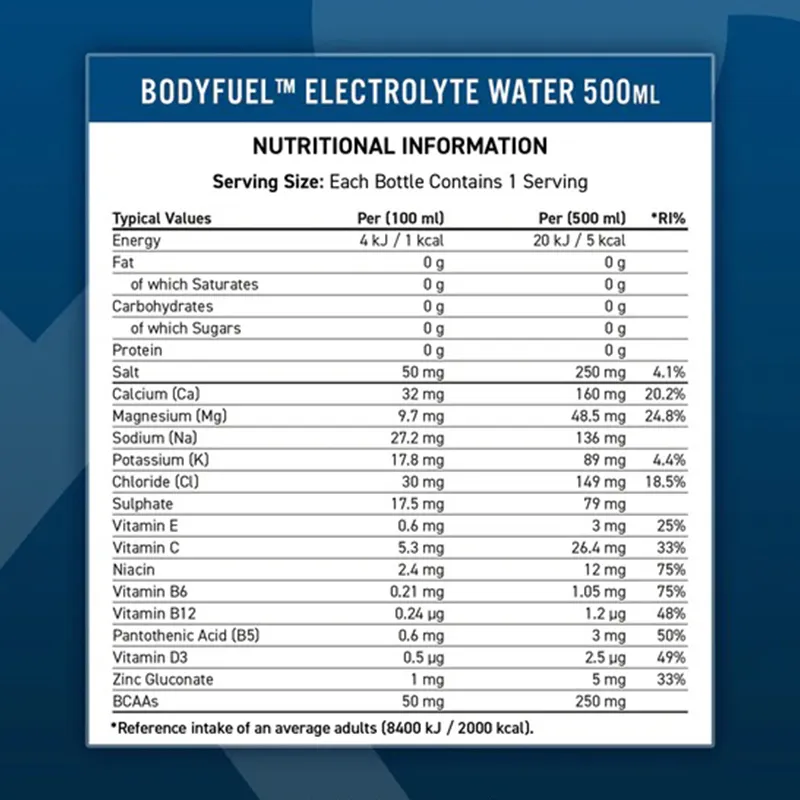 BODYFUEL™ ELECTROLYTE WATER 500ML
NUTRITIONAL INFORMATION
Serving Size: Each Bottle Contains 1 Serving
Typical Values Per (100 ml) Per (500 ml) *RI%
Energy 4 kJ / 1 kcal 20 kJ / 5 kcal
Fat 0 g 0 g
of which Saturates 0 g 0 g
Carbohydrates 0 g 0 g
of which Sugars 0 g 0 g
Protein 0 g 0 g
Salt 50 mg 250 mg 4.1%
Calcium (Ca) 32 mg 160 mg 20.2%
Magnesium (Mg) 9.7 mg 48.5 mg 24.8%
Sodium (Na) 27.2 mg 136 mg
Potassium (K) 17.8 mg 89 mg 4.4%
Chloride (Cl) 30 mg 149 mg 18.5%
Sulphate 17.5 mg 79 mg
Vitamin E 0.6 mg 3 mg 25%
Vitamin C 5.3 mg 26.4 mg 33%
Niacin 2.4 mg 12 mg 75%
Vitamin B6 0.21 mg 1.05 mg 75%
Vitamin B12 0.24 µg 1.2 µg 48%
Pantothenic Acid (B5) 0.6 mg 3 mg 50%
Vitamin D3 0.5 µg 2.5 µg 49%
Zinc Gluconate 1 mg 5 mg 33%
BCAAs 50 mg 250 mg
*Reference intake of an average adults (8400 kJ / 2000 kcal).